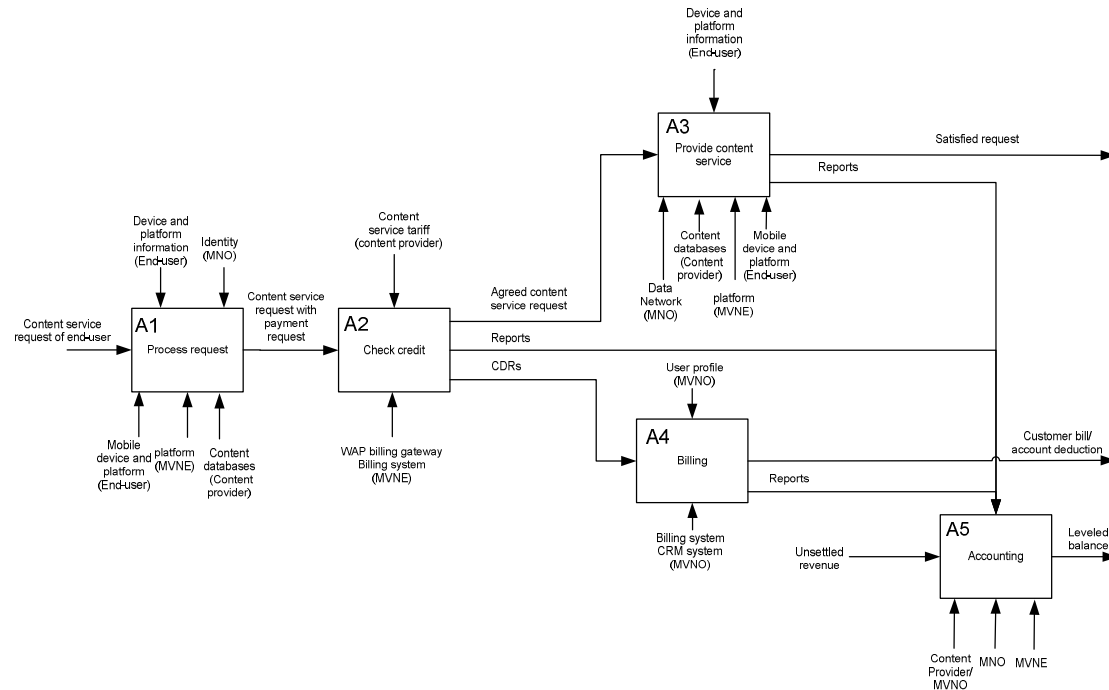 Device and
platform
information
(End-user)
A3
Provide content
service
Satisfied request
Reports
Data
Network
(MNO)
Content
databases
(Content
provider)
platform
(MVNE)
Mobile
device and
platform
(End-user)
Device and
platform
information
(End-user)
Identity
(MNO)
Content service
request of end-user
A1
Process request
Mobile
device and
platform
(End-user)
platform
(MVNE)
Content
databases
(Content
provider)
Content service
request with
payment
request
Content
service tariff
(content provider)
A2
Check credit
WAP billing gateway
Billing system
(MVNE)
Agreed content
service request
Reports
CDRs
User profile
(MVNO)
A4
Billing
Billing system
CRM system
(MVNO)
Customer bill/
account deduction
Reports
Unsettled
revenue
A5
Accounting
Leveled
balance
Content
Provider/
MVNO
MNO
MVNE